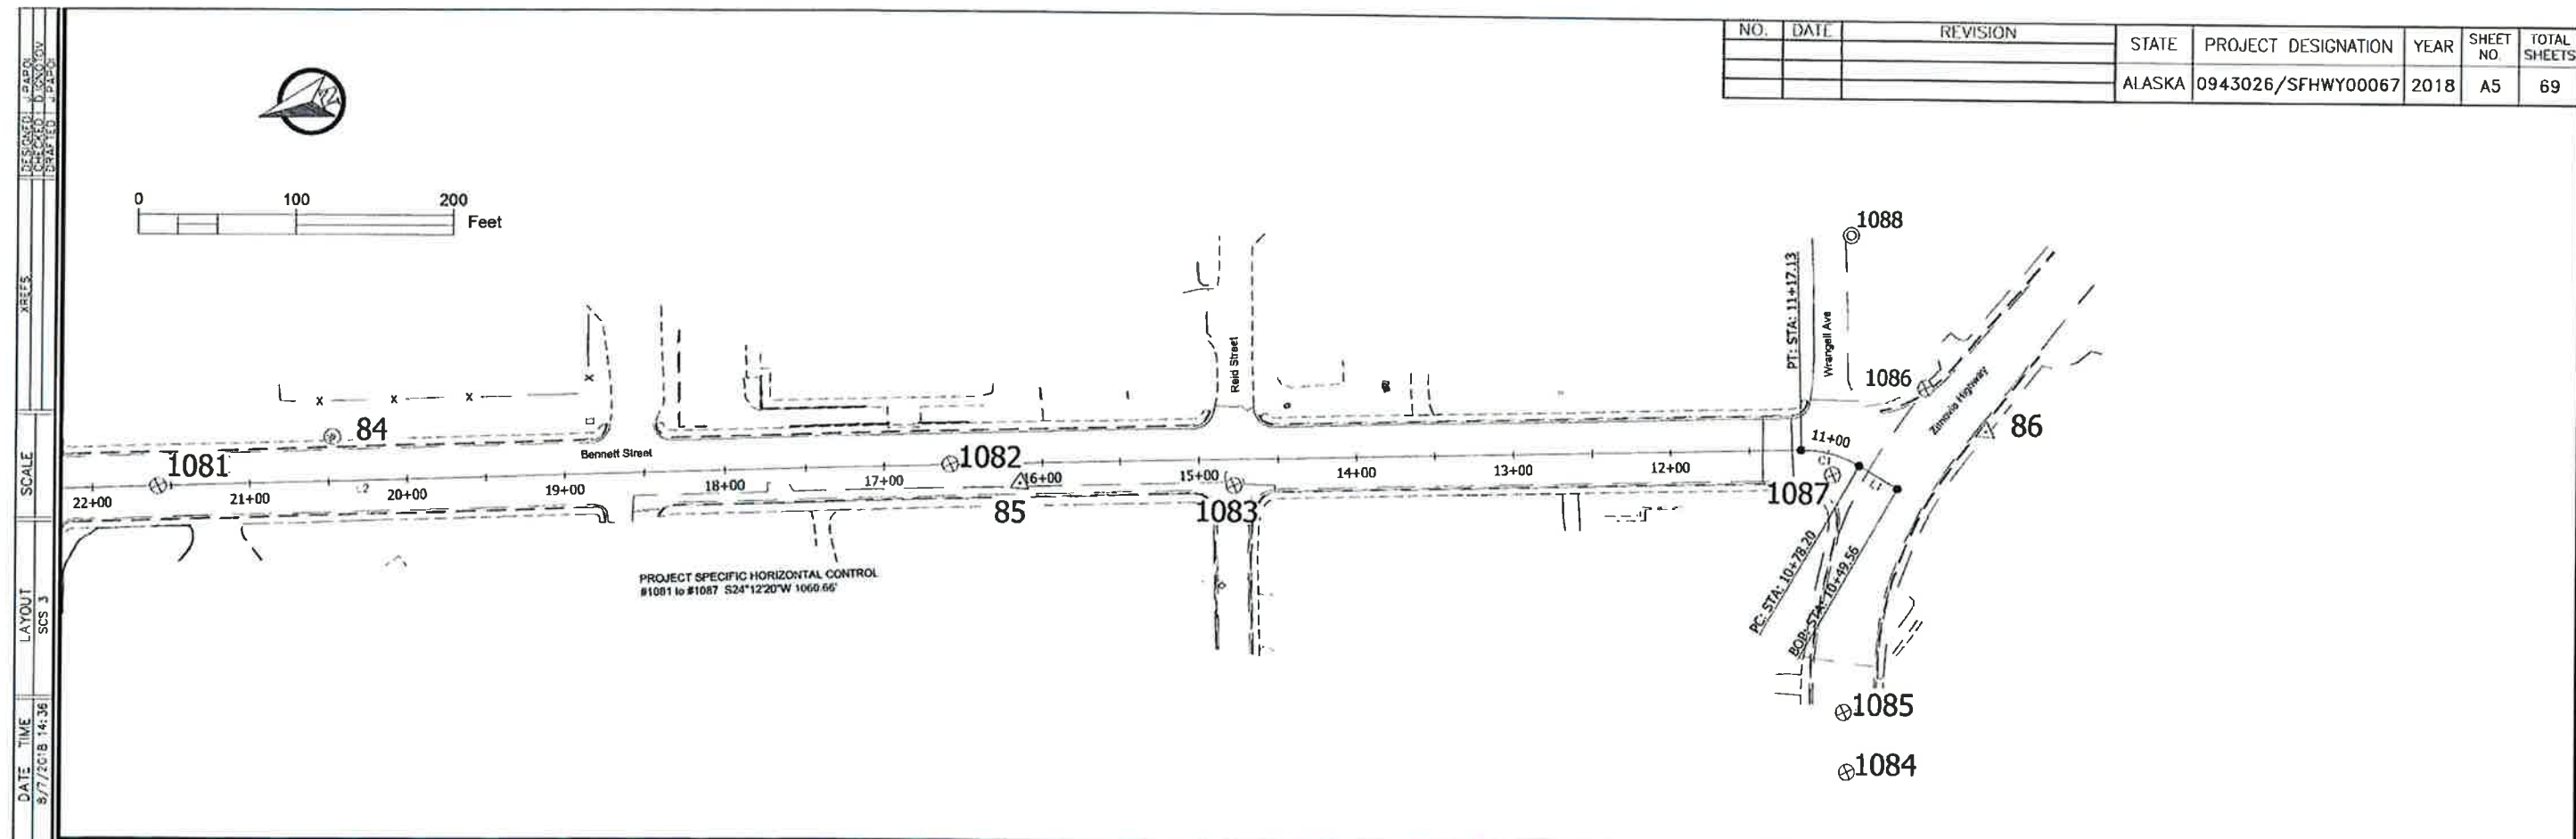 NO. DATE REVISION
STATE PROJECT DESIGNATION YEAR SHEET NO. TOTAL SHEETS
ALASKA 0943026/SFHWY00067 2018 A5 69
DESIGNED J.PAPOI
CHECKED
DRAFTED J.PAPOI
XREFS
SCALE
LAYOUT
SCS 3
DATE TIME
8/7/2018 14:36
0 100 200
Feet
1088
PT: STA: 11+17.13
Wrangell Ave
Reid Street
1086
Zimovia Highway
86
84
1081
Bennett Street
1082
11+00
C1
L1
22+00 21+00 L2 20+00 19+00 18+00 17+00 16+00 15+00 14+00 13+00 12+00
1087
85
1083
PROJECT SPECIFIC HORIZONTAL CONTROL
#1081 to #1087 S24°12'20"W 1060.66'
PC: STA: 10+78.20
BOP: STA: 10+49.56
1085
1084